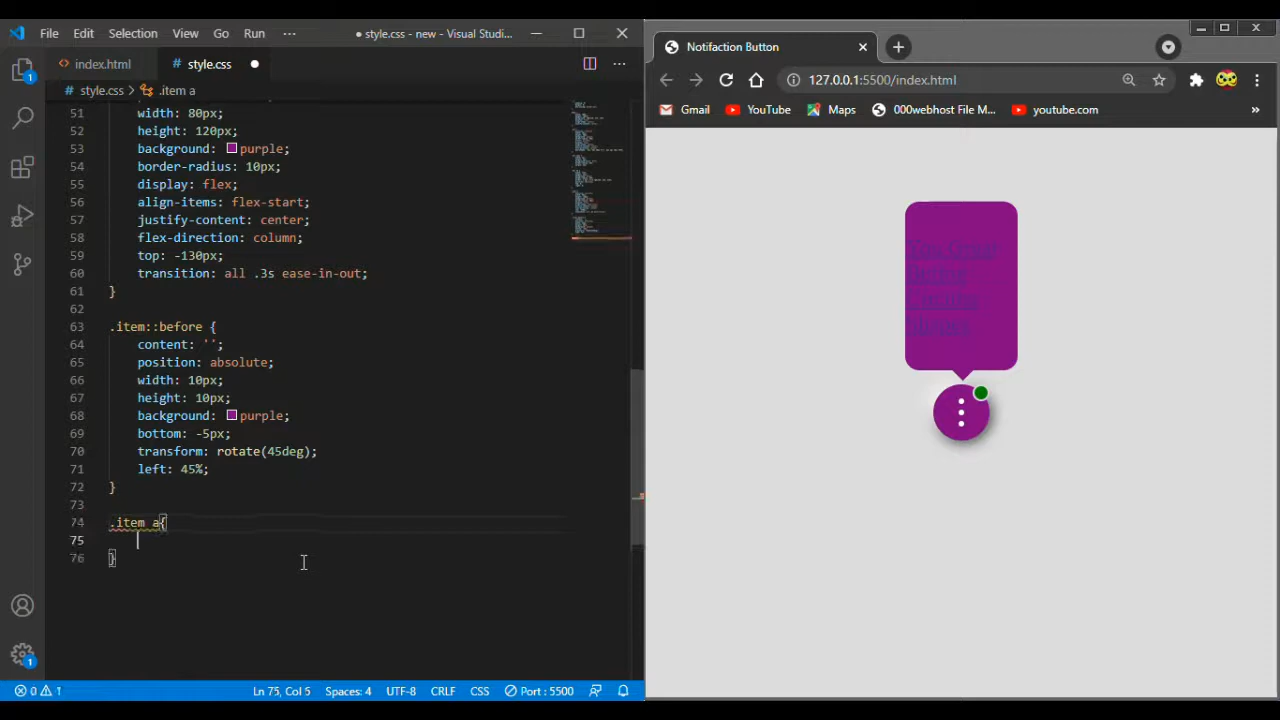 File Edit Selection View Go Run ··· ● style.css - new - Visual Studi...
index.html style.css ●
style.css > .item a
51 width: 80px;
52 height: 120px;
53 background: purple;
54 border-radius: 10px;
55 display: flex;
56 align-items: flex-start;
57 justify-content: center;
58 flex-direction: column;
59 top: -130px;
60 transition: all .3s ease-in-out;
61 }
62
63 .item::before {
64 content: '';
65 position: absolute;
66 width: 10px;
67 height: 10px;
68 background: purple;
69 bottom: -5px;
70 transform: rotate(45deg);
71 left: 45%;
72 }
73
74 .item a{
75
76 }
1
1
0 1 Ln 75, Col 5 Spaces: 4 UTF-8 CRLF CSS Port : 5500
Notifaction Button
127.0.0.1:5500/index.html
Gmail YouTube Maps 000webhost File M... youtube.com »